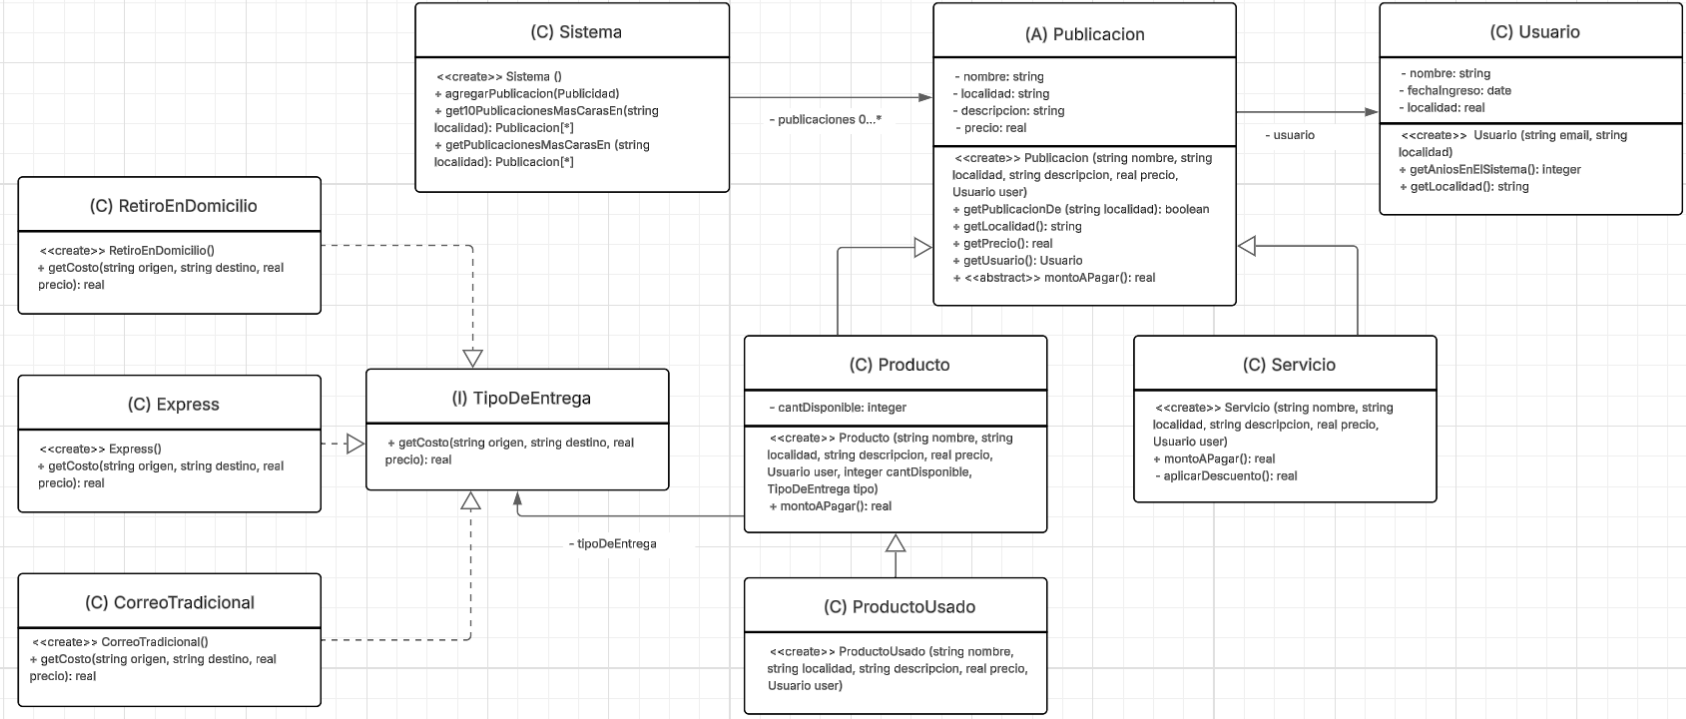 (C) Sistema
<<create>> Sistema ()
+ agregarPublicacion(Publicidad)
+ get10PublicacionesMasCarasEn(string
localidad): Publicacion[*]
+ getPublicacionesMasCarasEn (string
localidad): Publicacion[*]
- publicaciones 0...*
(A) Publicacion
- nombre: string
- localidad: string
- descripcion: string
- precio: real
<<create>> Publicacion (string nombre, string
localidad, string descripcion, real precio,
Usuario user)
+ getPublicacionDe (string localidad): boolean
+ getLocalidad(): string
+ getPrecio(): real
+ getUsuario(): Usuario
+ <<abstract>> montoAPagar(): real
- usuario
(C) Usuario
- nombre: string
- fechaIngreso: date
- localidad: real
<<create>> Usuario (string email, string
localidad)
+ getAniosEnElSistema(): integer
+ getLocalidad(): string
(C) RetiroEnDomicilio
<<create>> RetiroEnDomicilio()
+ getCosto(string origen, string destino, real
precio): real
(C) Express
<<create>> Express()
+ getCosto(string origen, string destino, real
precio): real
(C) CorreoTradicional
<<create>> CorreoTradicional()
+ getCosto(string origen, string destino, real
precio): real
(I) TipoDeEntrega
+ getCosto(string origen, string destino, real
precio): real
- tipoDeEntrega
(C) Producto
- cantDisponible: integer
<<create>> Producto (string nombre, string
localidad, string descripcion, real precio,
Usuario user, integer cantDisponible,
TipoDeEntrega tipo)
+ montoAPagar(): real
(C) Servicio
<<create>> Servicio (string nombre, string
localidad, string descripcion, real precio,
Usuario user)
+ montoAPagar(): real
- aplicarDescuento(): real
(C) ProductoUsado
<<create>> ProductoUsado (string nombre,
string localidad, string descripcion, real precio,
Usuario user)